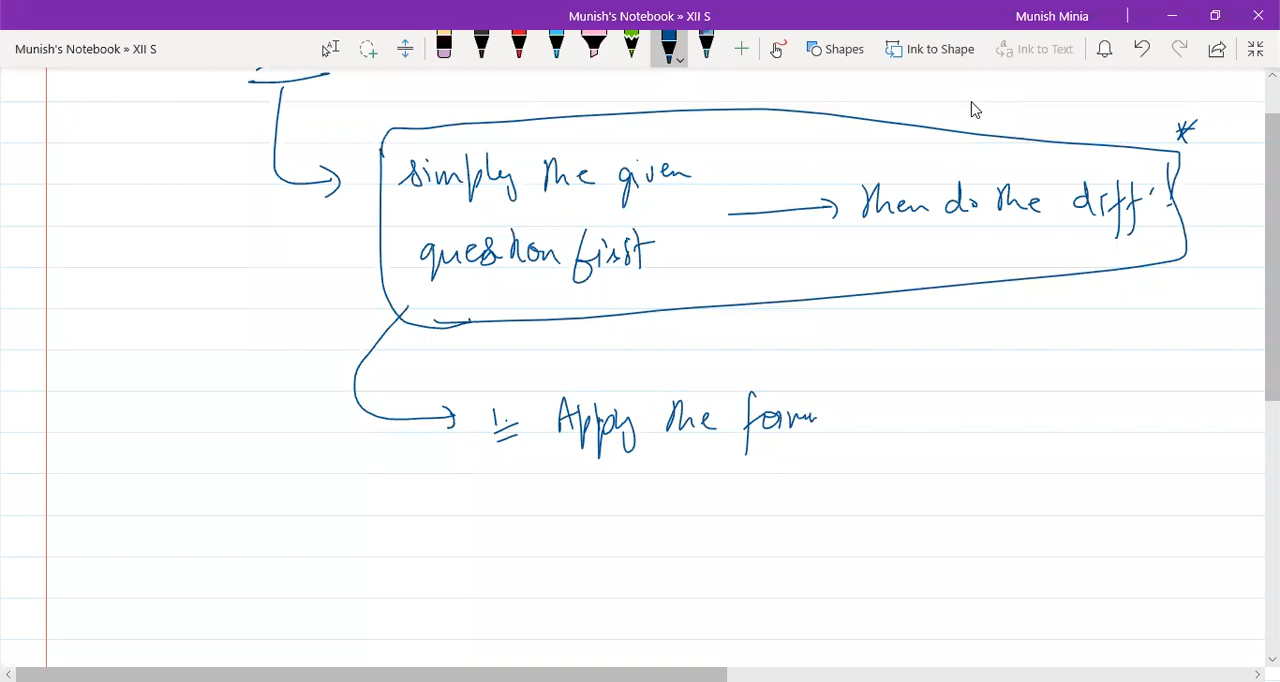 Munish's Notebook » XII S
Munish Minia
Munish's Notebook » XII S
Shapes
Ink to Shape
Ink to Text
simply the given
question first
then do the diff'!
*
1. Apply the form